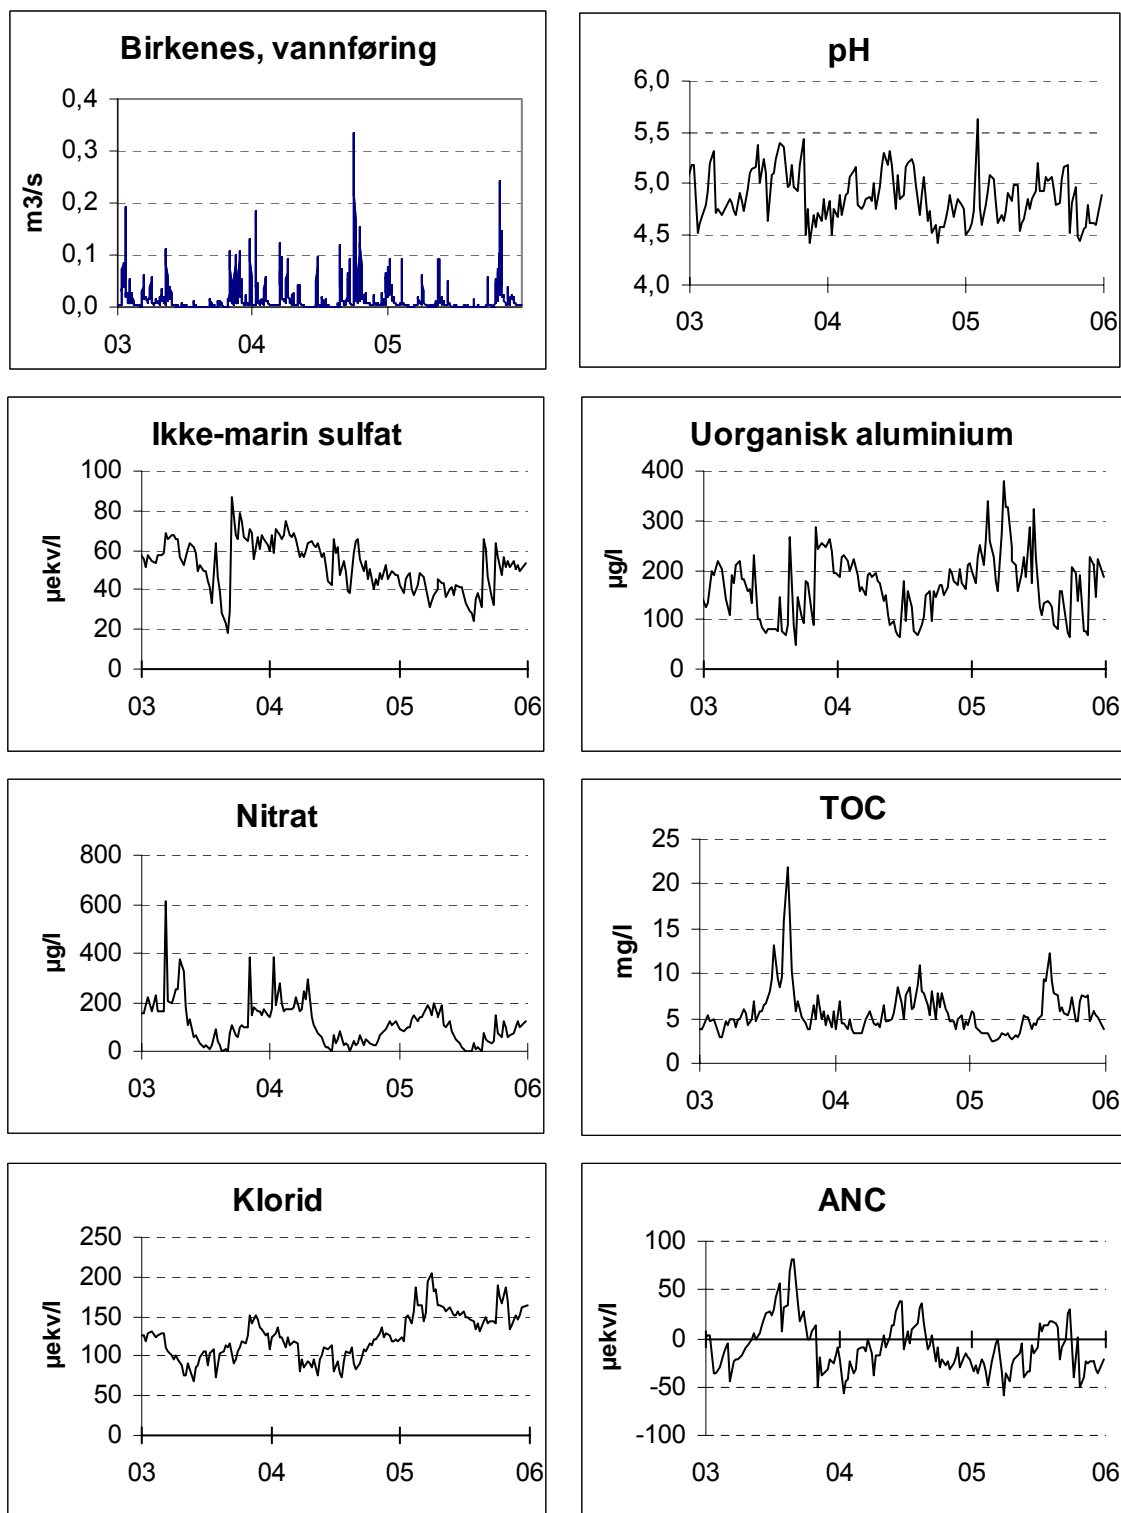 Birkenes, vannføring
m3/s
0,4
0,3
0,2
0,1
0,0
03 04 05
pH
6,0
5,5
5,0
4,5
4,0
03 04 05 06
Ikke-marin sulfat
µekv/l
100
80
60
40
20
0
03 04 05 06
Uorganisk aluminium
µg/l
400
300
200
100
0
03 04 05 06
Nitrat
µg/l
800
600
400
200
0
03 04 05 06
TOC
mg/l
25
20
15
10
5
0
03 04 05 06
Klorid
µekv/l
250
200
150
100
50
0
03 04 05 06
ANC
µekv/l
100
50
0
-50
-100
03 04 05 06